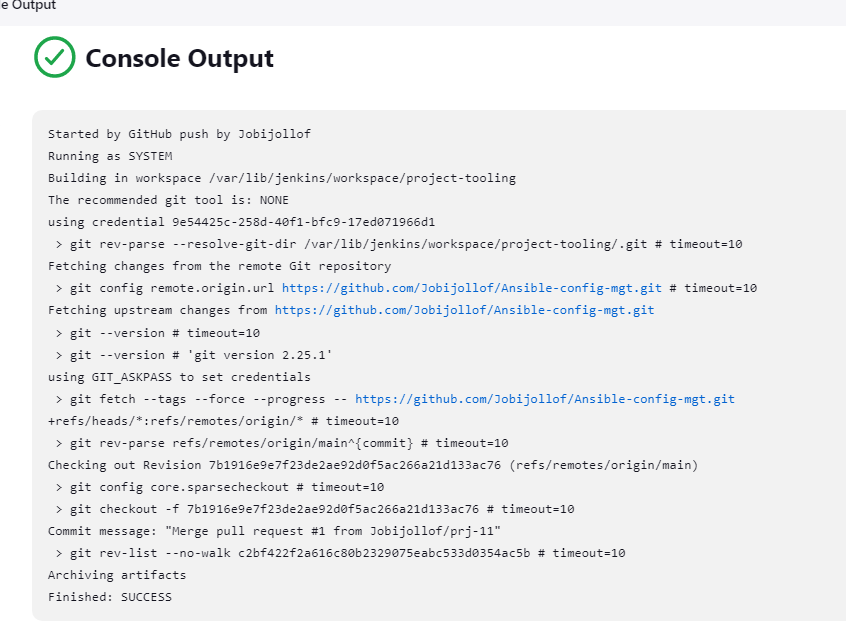 e Output
Console Output
Started by GitHub push by Jobijollof
Running as SYSTEM
Building in workspace /var/lib/jenkins/workspace/project-tooling
The recommended git tool is: NONE
using credential 9e54425c-258d-40f1-bfc9-17ed071966d1
 > git rev-parse --resolve-git-dir /var/lib/jenkins/workspace/project-tooling/.git # timeout=10
Fetching changes from the remote Git repository
 > git config remote.origin.url https://github.com/Jobijollof/Ansible-config-mgt.git # timeout=10
Fetching upstream changes from https://github.com/Jobijollof/Ansible-config-mgt.git
 > git --version # timeout=10
 > git --version # 'git version 2.25.1'
using GIT_ASKPASS to set credentials
 > git fetch --tags --force --progress -- https://github.com/Jobijollof/Ansible-config-mgt.git
+refs/heads/*:refs/remotes/origin/* # timeout=10
 > git rev-parse refs/remotes/origin/main^{commit} # timeout=10
Checking out Revision 7b1916e9e7f23de2ae92d0f5ac266a21d133ac76 (refs/remotes/origin/main)
 > git config core.sparsecheckout # timeout=10
 > git checkout -f 7b1916e9e7f23de2ae92d0f5ac266a21d133ac76 # timeout=10
Commit message: "Merge pull request #1 from Jobijollof/prj-11"
 > git rev-list --no-walk c2bf422f2a616c80b2329075eabc533d0354ac5b # timeout=10
Archiving artifacts
Finished: SUCCESS